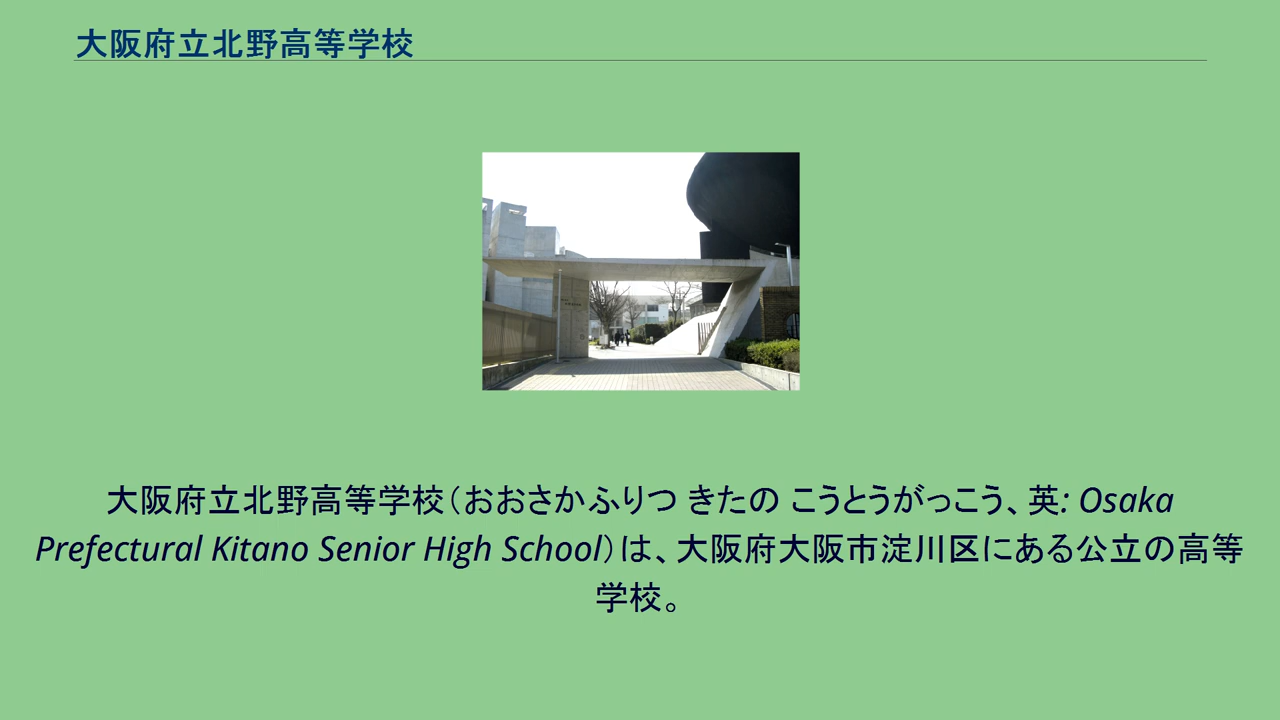 大阪府立北野高等学校
大阪府立北野高等学校（おおさかふりつ きたの こうとうがっこう、英: Osaka
Prefectural Kitano Senior High School）は、大阪府大阪市淀川区にある公立の高等
学校。